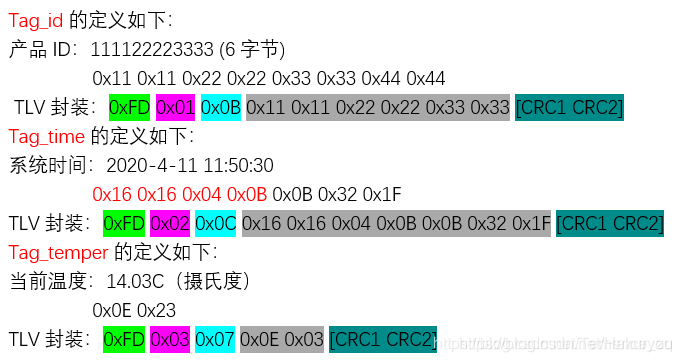 Tag_id 的定义如下：
产品 ID：111122223333 (6 字节)
0x11 0x11 0x22 0x22 0x33 0x33 0x44 0x44
TLV 封装：0xFD 0x01 0x0B 0x11 0x11 0x22 0x22 0x33 0x33 [CRC1 CRC2]
Tag_time 的定义如下：
系统时间：2020-4-11 11:50:30
0x16 0x16 0x04 0x0B 0x0B 0x32 0x1F
TLV 封装：0xFD 0x02 0x0C 0x16 0x16 0x04 0x0B 0x0B 0x32 0x1F [CRC1 CRC2]
Tag_temper 的定义如下：
当前温度：14.03C（摄氏度）
0x0E 0x23
TLV 封装：0xFD 0x03 0x07 0x0E 0x03 [CRC1 CRC2]